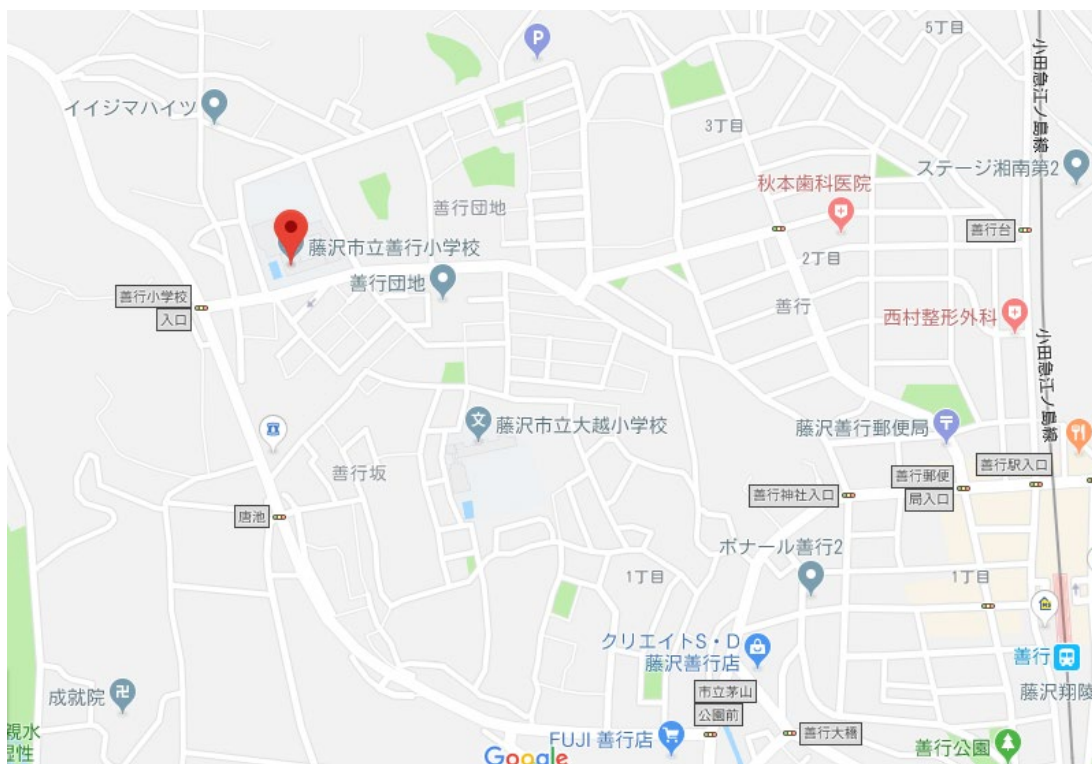 5丁目
P
小田急江ノ島線
イイジマハイツ
3丁目
ステージ湘南第2
秋本歯科医院
善行団地
善行台
藤沢市立善行小学校
2丁目
善行団地
善行小学校
入口
善行
西村整形外科
小田急江ノ島線
文
藤沢市立大越小学校
藤沢善行郵便局
善行坂
善行駅入口
善行郵便
局入口
善行神社入口
唐池
ボナール善行2
1丁目
1丁目
クリエイトS・D
藤沢善行店
善行
成就院
市立茅山
公園前
藤沢翔陵
親水
湿性
FUJI 善行店
善行大橋
善行公園
Google